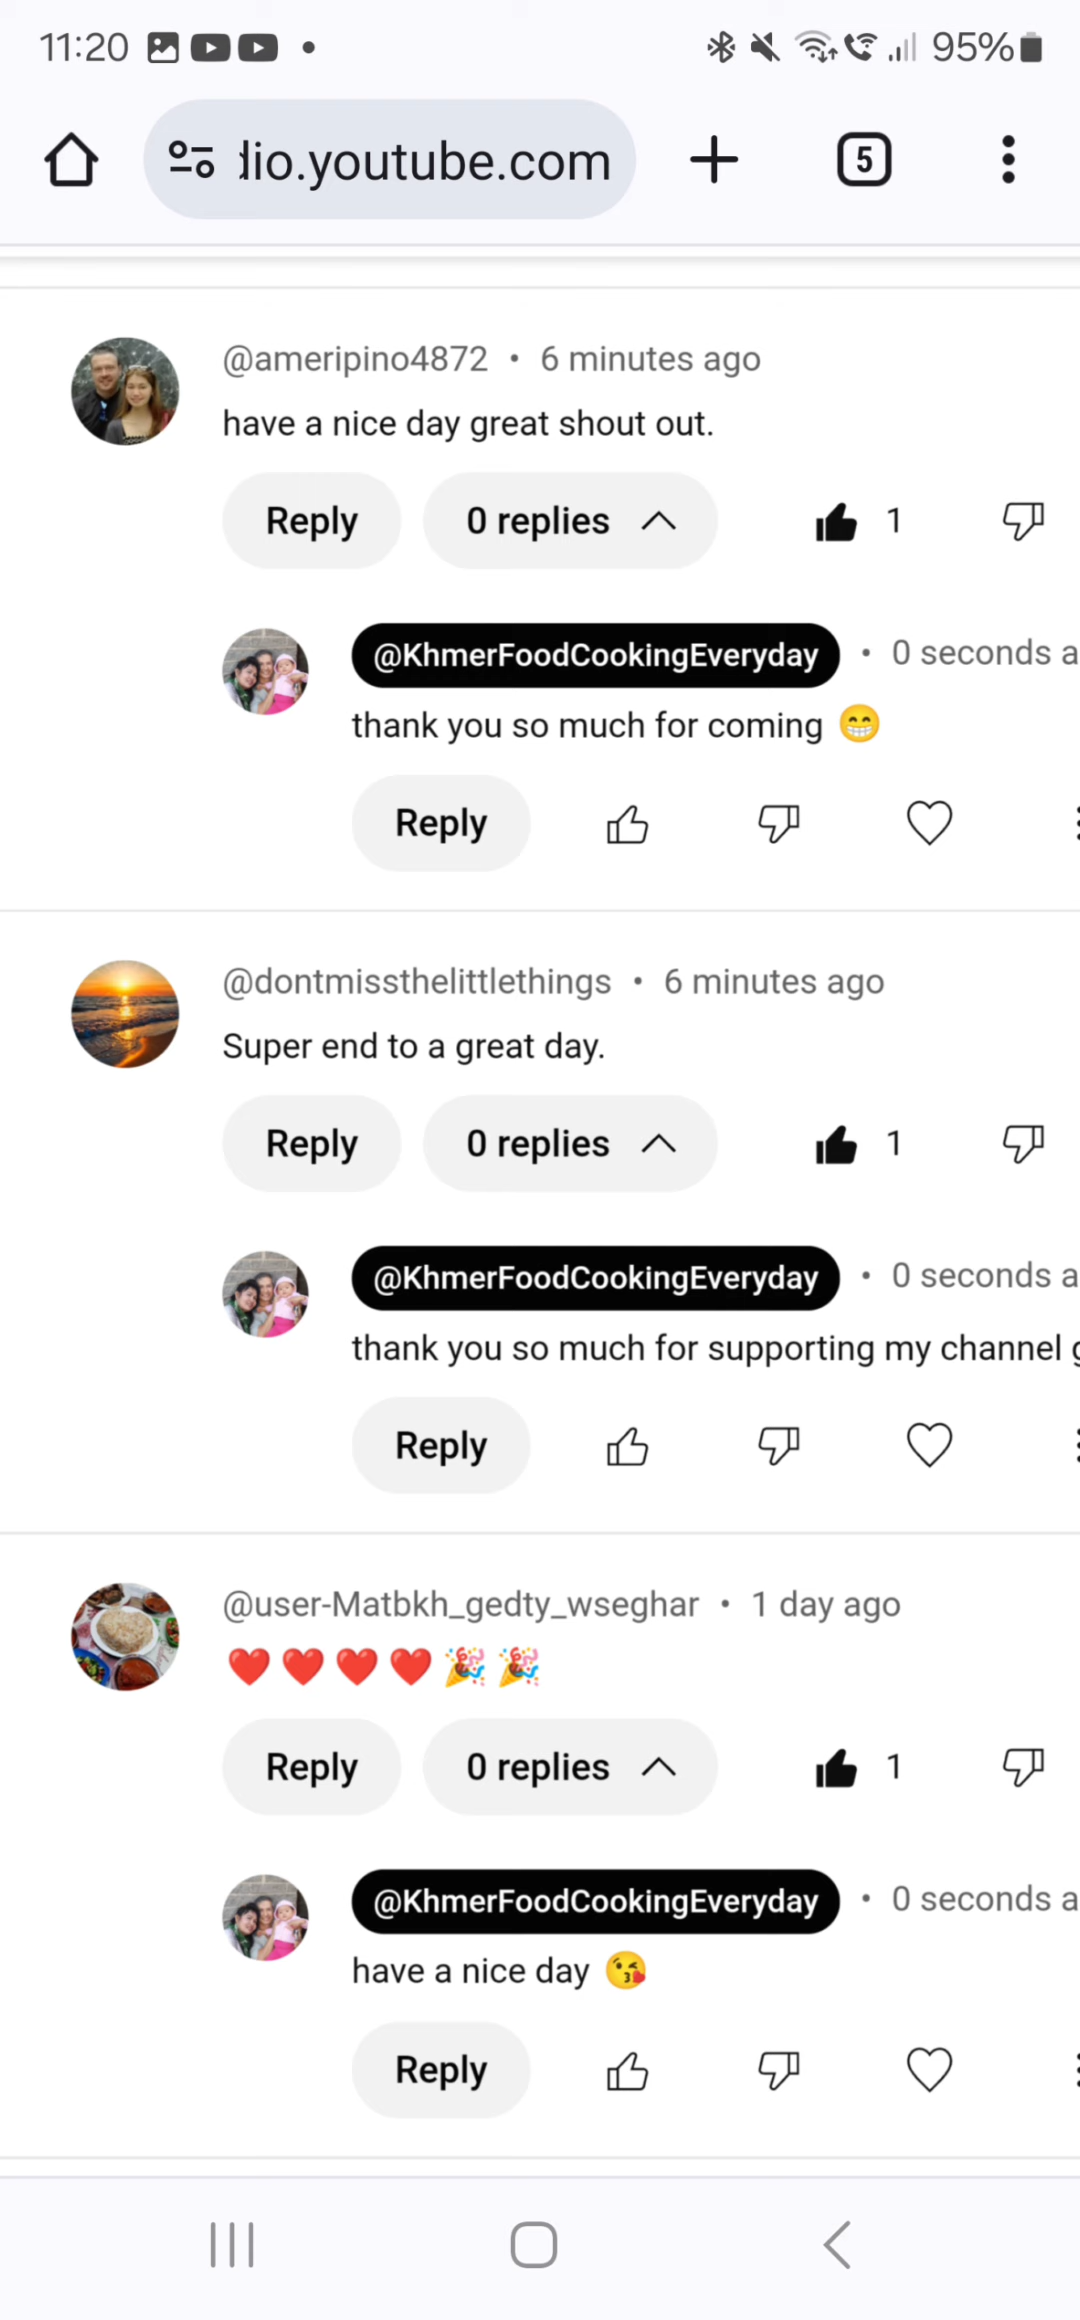 11:20
95%
lio.youtube.com
5
@ameripino4872 • 6 minutes ago
have a nice day great shout out.
Reply
0 replies
1
@KhmerFoodCookingEveryday • 0 seconds a
thank you so much for coming 😁
Reply
@dontmissthelittlethings • 6 minutes ago
Super end to a great day.
Reply
0 replies
1
@KhmerFoodCookingEveryday • 0 seconds a
thank you so much for supporting my channel
Reply
@user-Matbkh_gedty_wseghar • 1 day ago
❤️❤️❤️❤️🎉🎉
Reply
0 replies
1
@KhmerFoodCookingEveryday • 0 seconds a
have a nice day 😘
Reply